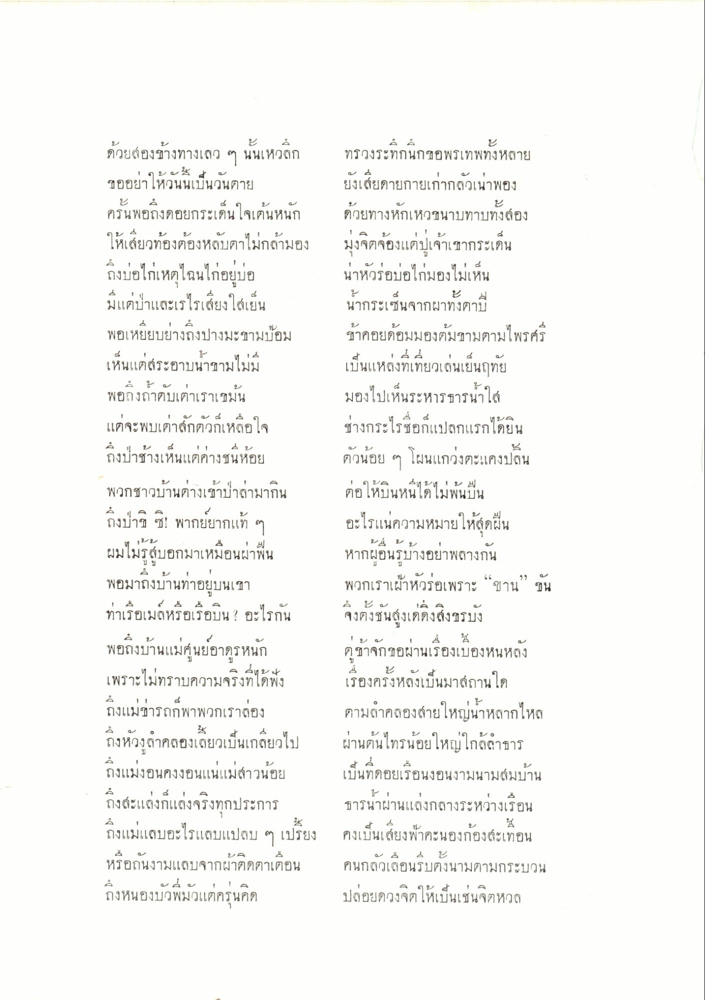 ด้วยสองข้างทางเลว ๆ นั้นเหวลึก ทรวงระทึกนึกขอพรเทพทั้งหลาย
ขออย่าให้วันนี้เป็นวันตาย ยังเสียดายกายเก่ากลัวเน่าพอง
ครั้นพอถึงดอยกระเด็นใจเต้นหนัก ด้วยทางหักเหวขนาบทาบทั้งสอง
ให้เสียวท้องต้องหลับตาไม่กล้ามอง มุ่งจิตจ้องแต่ปู่เจ้าเขากระเด็น
ถึงบ่อไก่เหตุไฉนไก่อยู่บ่อ น่าหัวร่อบ่อไก่มองไม่เห็น
มีแต่ป่าและเรไรเสียงใสเย็น น้ำกระเซ็นจากผาทั้งตาปี
พอเหยียบย่างถึงปางมะขามป้อม ข้าคอยด้อมมองต้มขามตามไพรศรี
เห็นแต่สระอาบน้ำขามไม่มี เป็นแหล่งที่เที่ยวเล่นเย็นฤทัย
พอถึงถ้ำตับเต่าเราเขม้น มองไปเห็นระหารธารน้ำใส
แต่จะพบเต่าสักตัวก็เหลือใจ ช่างกระไรชื่อก็แปลกแรกได้ยิน
ถึงป่าช้างเห็นแต่ค่างชนีห้อย ตัวน้อย ๆ โผนแกว่งตะแคงปลิ้น
พวกชาวบ้านต่างเข้าป่าล่ามากิน ต่อให้บินหนีได้ไม่พ้นปืน
ถึงป่าขิ ซิ! พากย์ยากแท้ ๆ อะไรแน่ความหมายให้สุดฝืน
ผมไม่รู้สู้บอกมาเหมือนผ่าฟืน หากผู้อื่นรู้บ้างอย่าพลางกัน
พอมาถึงบ้านท่าอยู่บนเขา พวกเราเฝ้าหัวร่อเพราะ “ขาน” ขัน
ท่าเรือเมล์หรือเรือบิน? อะไรกัน จึงตั้งชันสูงเด่ดิ่งสิงขรบัง
พอถึงบ้านแม่ศูนย์อาดูรหนัก ตู่ข้าจักขอผ่านเรื่องเบื้องหนหลัง
เพราะไม่ทราบความจริงที่ได้ฟัง เรื่องครั้งหลังเป็นมาสถานใด
ถึงแม่ข่ารถก็พาพวกเราล่อง ตามลำคลองสายใหญ่น้ำหลากไหล
ถึงหัวงูลำคลองเลี้ยวเป็นเกลียวไป ผ่านต้นไทรน้อยใหญ่ใกล้ลำธาร
ถึงแม่งอนคงงอนแน่แม่สาวน้อย เป็นที่ดอยเรือนงอนงามนามสมบ้าน
ถึงสะแล่งก็แล่งจริงทุกประการ ธารน้ำผ่านแล่งกลางระหว่างเรือน
ถึงแม่แลบอะไรแลบแปลบ ๆ เปรี้ยง คงเป็นเสียงฟ้าคะนองก้องสะเทื้อน
หรือถันงามแลบจากผ้าติดตาเตือน คนกลัวเลือนรีบตั้งนามตามกระบวน
ถึงหนองบัวพี่มัวแต่ครุ่นคิด ปล่อยดวงจิตให้เป็นเช่นจิตหวล